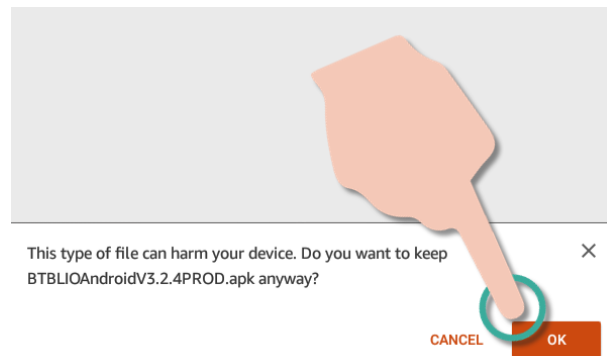 This type of file can harm your device. Do you want to keep
BTBLIOAndroidV3.2.4PROD.apk anyway?
CANCEL
OK